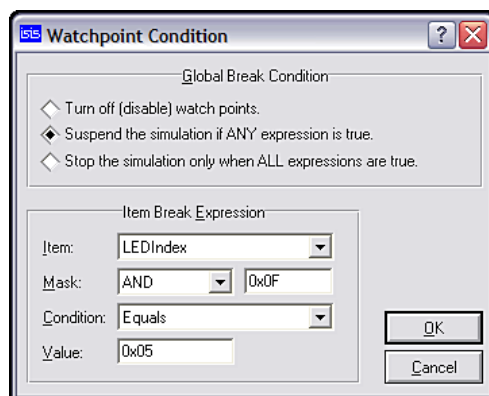 isis Watchpoint Condition ?
Global Break Condition
Turn off (disable) watch points.
Suspend the simulation if ANY expression is true.
Stop the simulation only when ALL expressions are true.
Item Break Expression
Item: LEDIndex
Mask: AND 0x0F
Condition: Equals
Value: 0x05
OK
Cancel